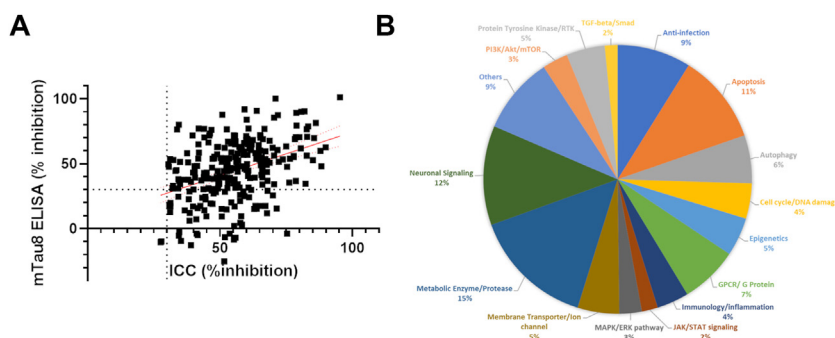 A
mTau8 ELISA (% inhibition)
100
50
0
50
100
ICC (%inhibition)
B
TGF-beta/Smad
2%
Protein Tyrosine Kinase/RTK
5%
PI3K/Akt/mTOR
3%
Others
9%
Neuronal Signaling
12%
Metabolic Enzyme/Protease
15%
Membrane Transporter/Ion
channel
5%
MAPK/ERK pathway
3%
JAK/STAT signaling
2%
Immunology/inflammation
4%
GPCR/ G Protein
7%
Epigenetics
5%
Cell cycle/DNA damag
4%
Autophagy
6%
Apoptosis
11%
Anti-infection
9%